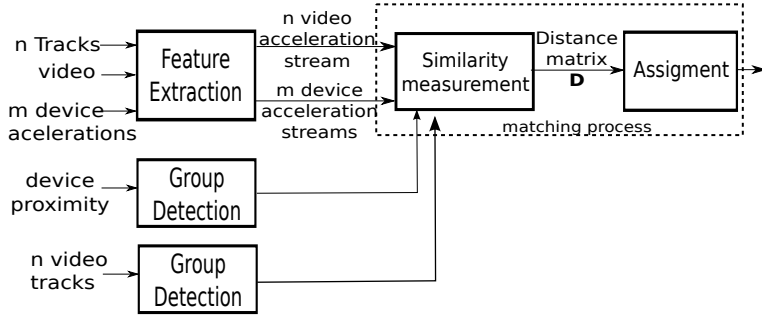 n Tracks
video
m device
acelerations
Feature
Extraction
n video
acceleration
stream
m device
acceleration
streams
Similarity
measurement
Distance
matrix
D
Assigment
matching process
device
proximity
Group
Detection
n video
tracks
Group
Detection